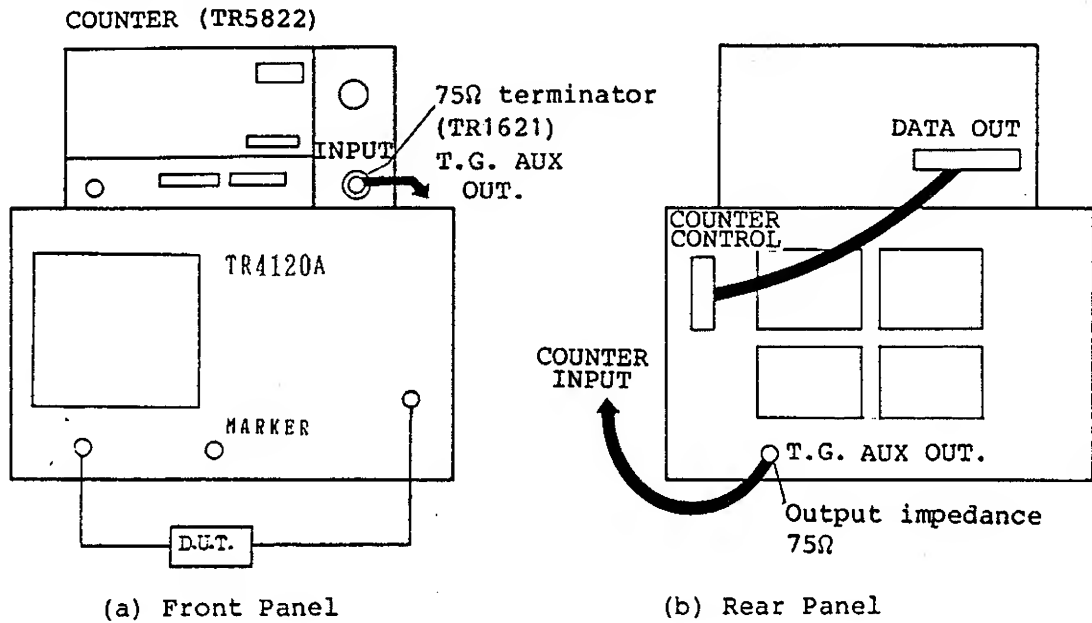 COUNTER (TR5822)
75Ω terminator
(TR1621)
INPUT
T.G. AUX
OUT.
TR4120A
MARKER
D.U.T.
(a) Front Panel
DATA OUT
COUNTER
CONTROL
COUNTER
INPUT
T.G. AUX OUT.
Output impedance
75Ω
(b) Rear Panel